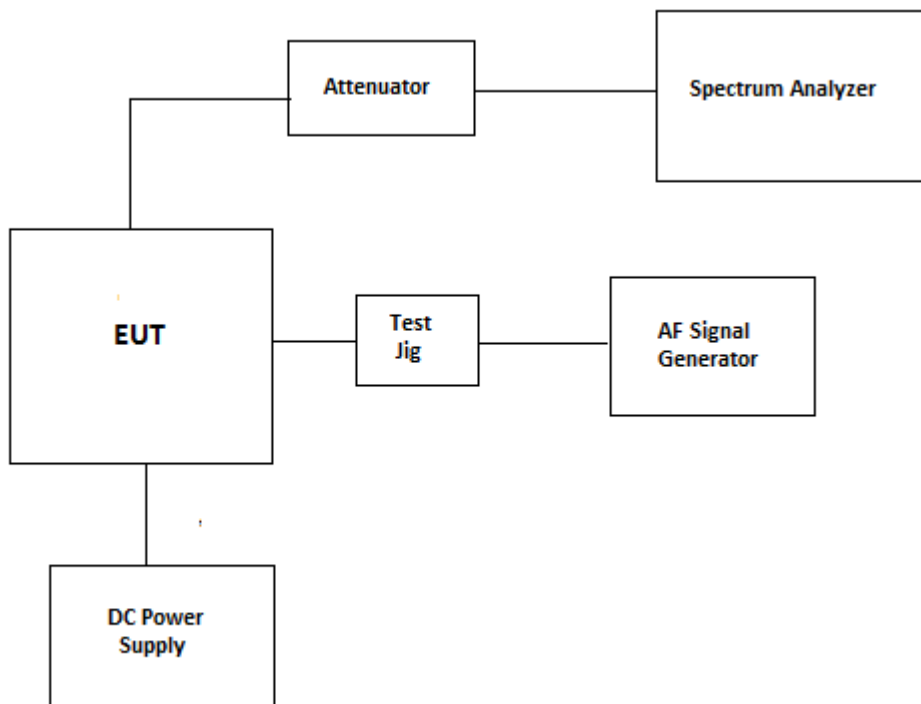 Attenuator
Spectrum Analyzer
EUT
Test
Jig
AF Signal
Generator
DC Power
Supply